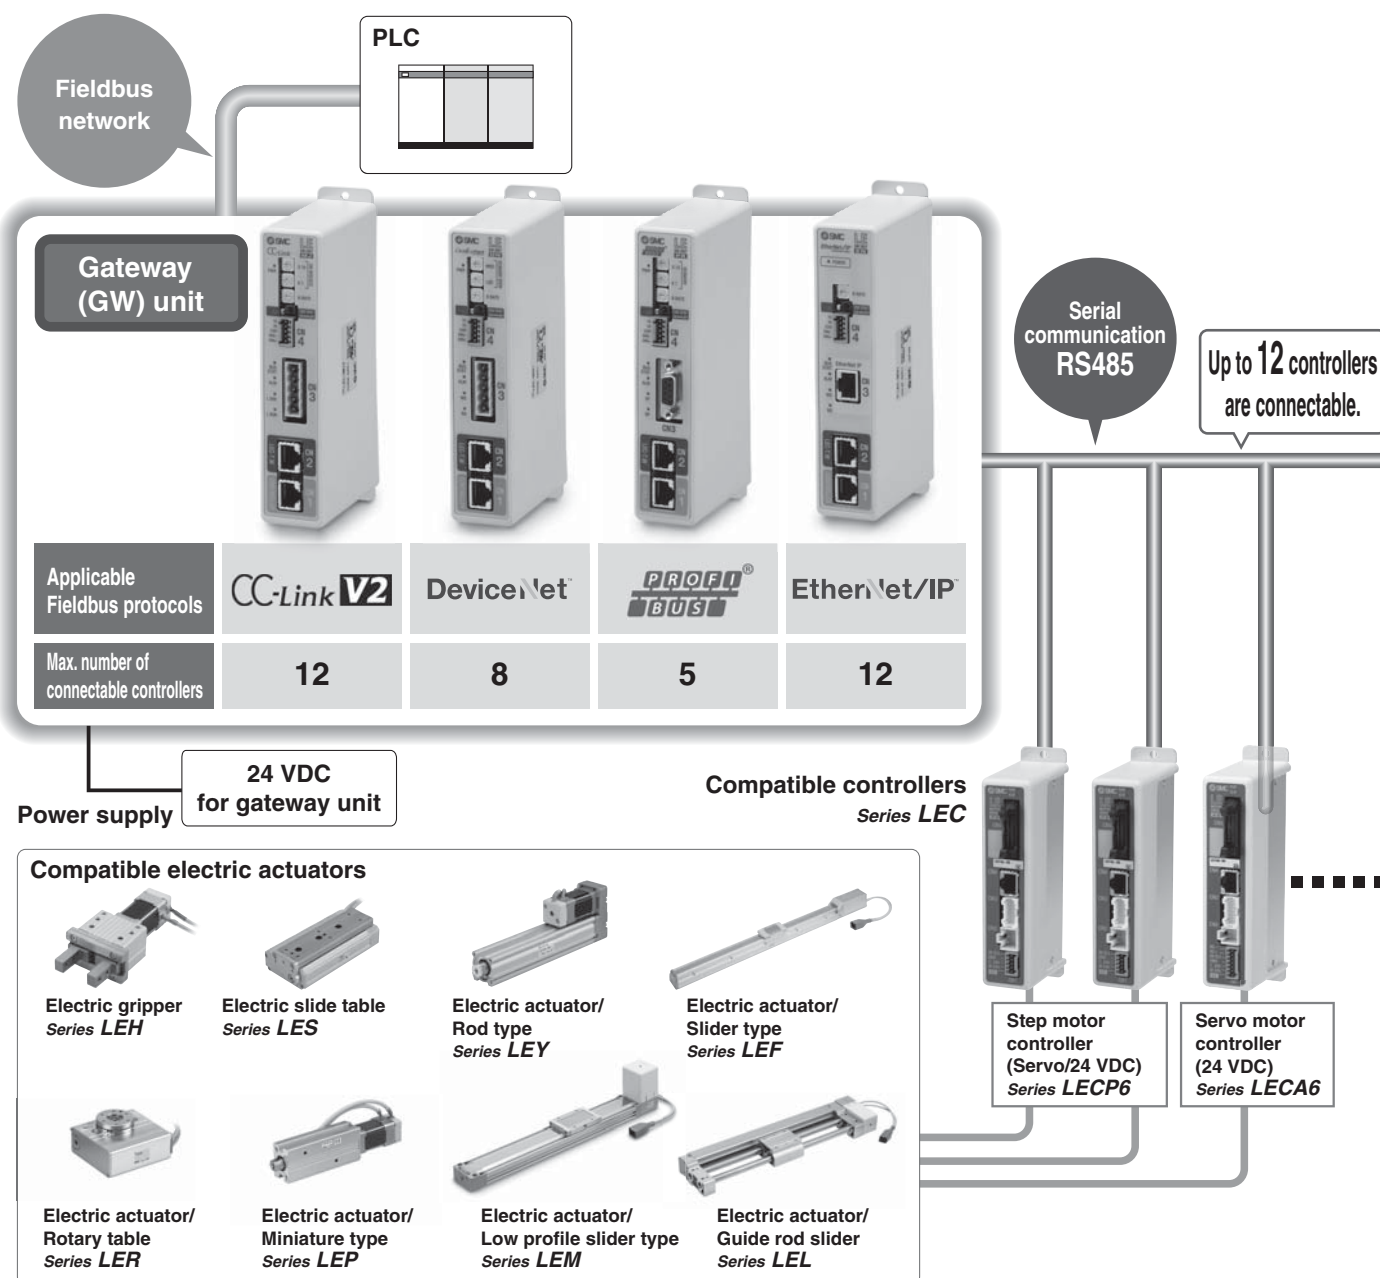 PLC
Fieldbus
network
Gateway
(GW) unit
Serial
communication
RS485
Up to 12 controllers
are connectable.
Applicable
Fieldbus protocols
CC-Link V2
DeviceNet™
PROFI®
BUS
EtherNet/IP™
Max. number of
connectable controllers
12
8
5
12
24 VDC
for gateway unit
Power supply
Compatible controllers
Series LEC
Compatible electric actuators
Electric gripper
Series LEH
Electric slide table
Series LES
Electric actuator/
Rod type
Series LEY
Electric actuator/
Slider type
Series LEF
Step motor
controller
(Servo/24 VDC)
Series LECP6
Servo motor
controller
(24 VDC)
Series LECA6
Electric actuator/
Rotary table
Series LER
Electric actuator/
Miniature type
Series LEP
Electric actuator/
Low profile slider type
Series LEM
Electric actuator/
Guide rod slider
Series LEL